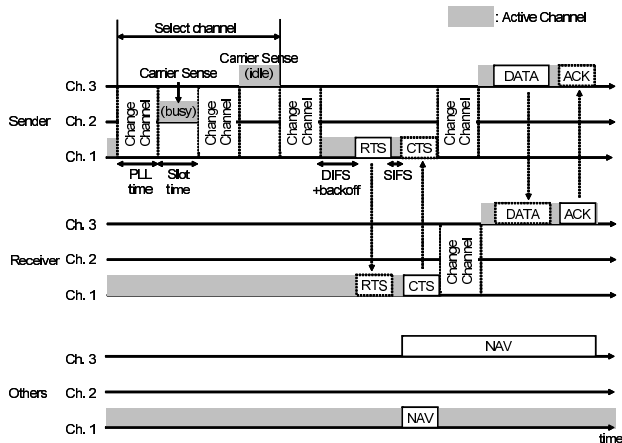 : Active Channel
Select channel
Carrier Sense
(idle)
Carrier Sense
(busy)
Ch. 3
Sender
Ch. 2
Ch. 1
Change
Channel
Change
Channel
Change
Channel
Change
Channel
DATA
ACK
RTS
CTS
PLL
time
Slot
time
DIFS
+backoff
SIFS
Ch. 3
Receiver
Ch. 2
Ch. 1
DATA
ACK
Change
Channel
RTS
CTS
Ch. 3
NAV
Others
Ch. 2
Ch. 1
NAV
time